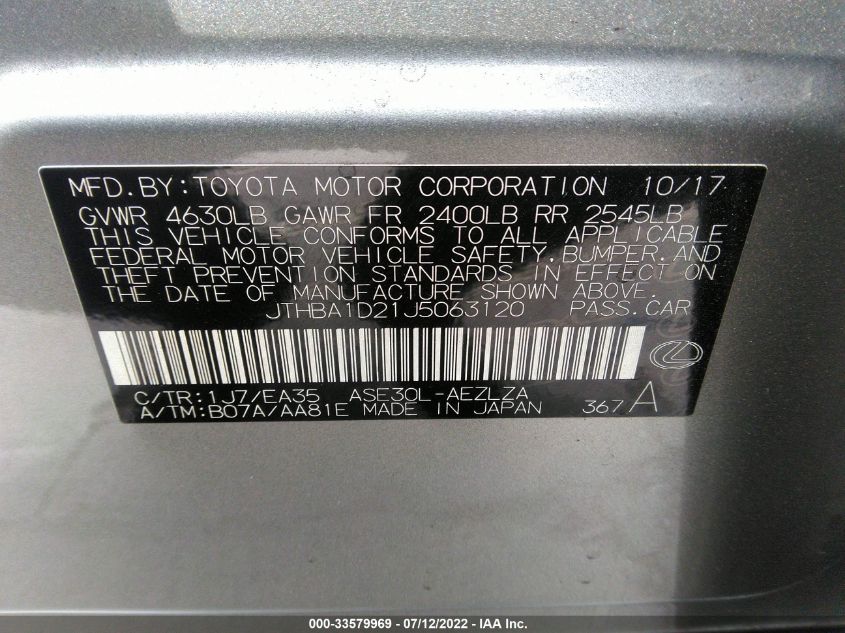 MFD.BY:TOYOTA MOTOR CORPORATION 10/17
GVWR 4630LB GAWR FR 2400LB RR 2545LB
THIS VEHICLE CONFORMS TO ALL APPLICABLE
FEDERAL MOTOR VEHICLE SAFETY,BUMPER,AND
THEFT PREVENTION STANDARDS IN EFFECT ON
THE DATE OF MANUFACTURE SHOWN ABOVE.
JTHBA1D21J5063120 PASS.CAR
C/TR:1J7/EA35 ASE30L-AEZLZA
A/TM:B07A/AA81E MADE IN JAPAN 367 A
000-33579969 - 07/12/2022 - IAA Inc.